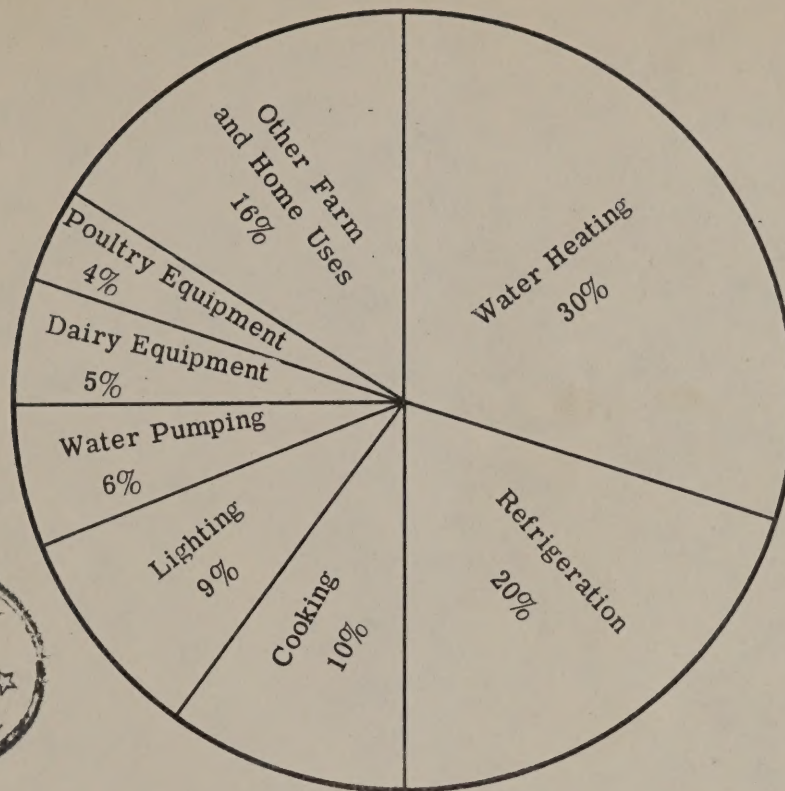 Water Heating
30%
Refrigeration
20%
Cooking
10%
Lighting
9%
Water Pumping
6%
Dairy Equipment
5%
Poultry Equipment
4%
Other Farm
and Home Uses
16%